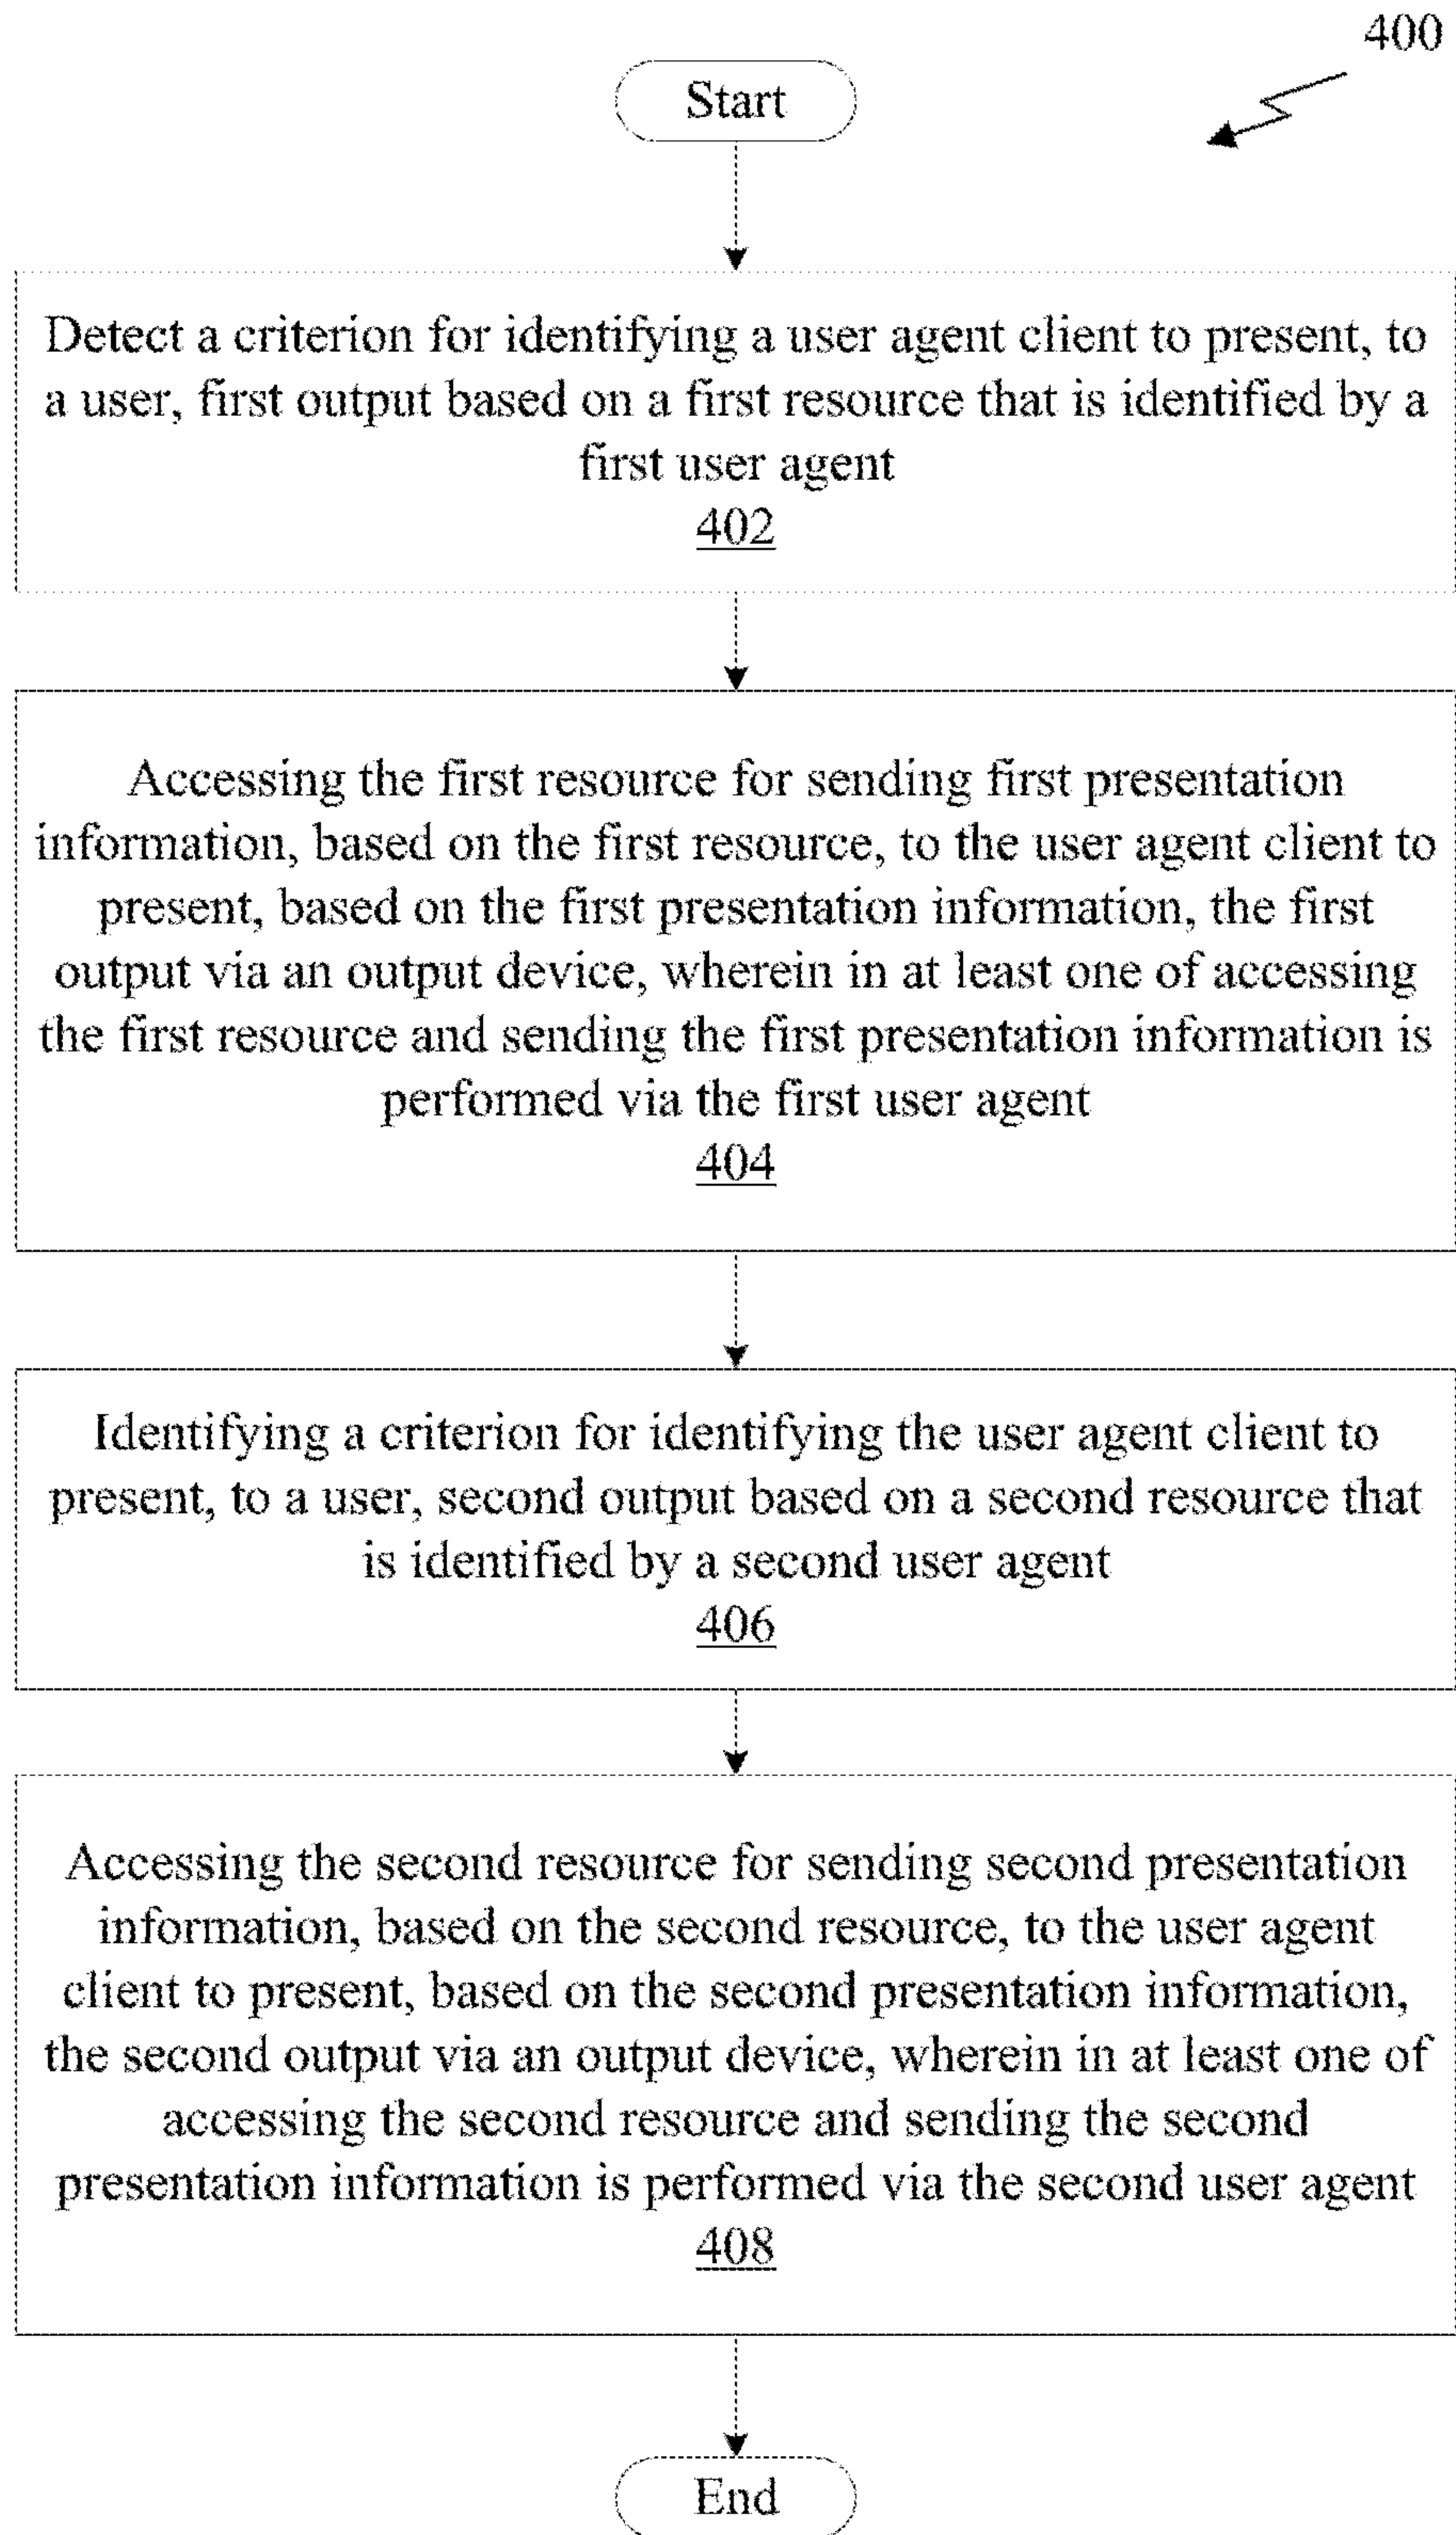 400
Start
Detect a criterion for identifying a user agent client to present, to
a user, first output based on a first resource that is identified by a
first user agent
402
Accessing the first resource for sending first presentation
information, based on the first resource, to the user agent client to
present, based on the first presentation information, the first
output via an output device, wherein in at least one of accessing
the first resource and sending the first presentation information is
performed via the first user agent
404
Identifying a criterion for identifying the user agent client to
present, to a user, second output based on a second resource that
is identified by a second user agent
406
Accessing the second resource for sending second presentation
information, based on the second resource, to the user agent
client to present, based on the second presentation information,
the second output via an output device, wherein in at least one of
accessing the second resource and sending the second
presentation information is performed via the second user agent
408
End